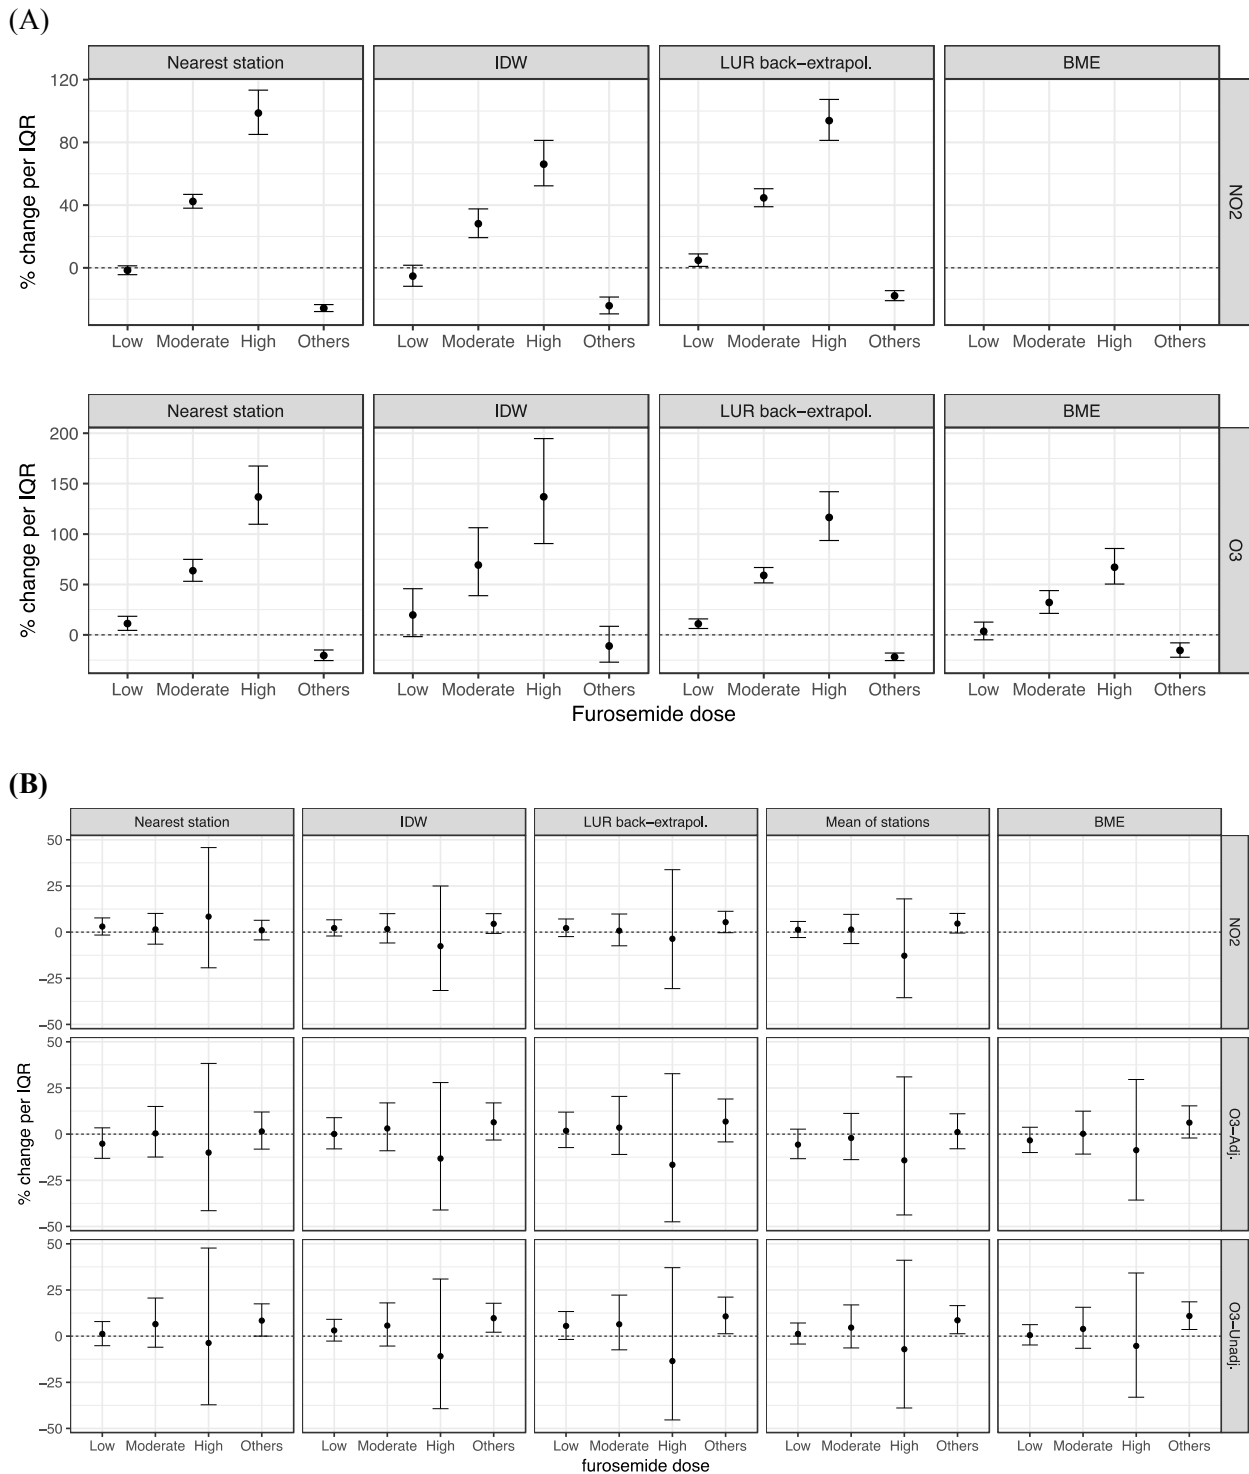 (A)
Nearest station IDW LUR back−extrapol. BME
120
80
40
0
% change per IQR
NO2
Low Moderate High Others Low Moderate High Others Low Moderate High Others Low Moderate High Others
Nearest station IDW LUR back−extrapol. BME
200
150
100
50
0
% change per IQR
O3
Low Moderate High Others Low Moderate High Others Low Moderate High Others Low Moderate High Others
Furosemide dose
(B)
Nearest station IDW LUR back−extrapol. Mean of stations BME
50
25
0
−25
−50
NO2
50
25
0
−25
−50
% change per IQR
O3−Adj.
50
25
0
−25
−50
O3−Unadj.
Low Moderate High Others Low Moderate High Others Low Moderate High Others Low Moderate High Others Low Moderate High Others
furosemide dose